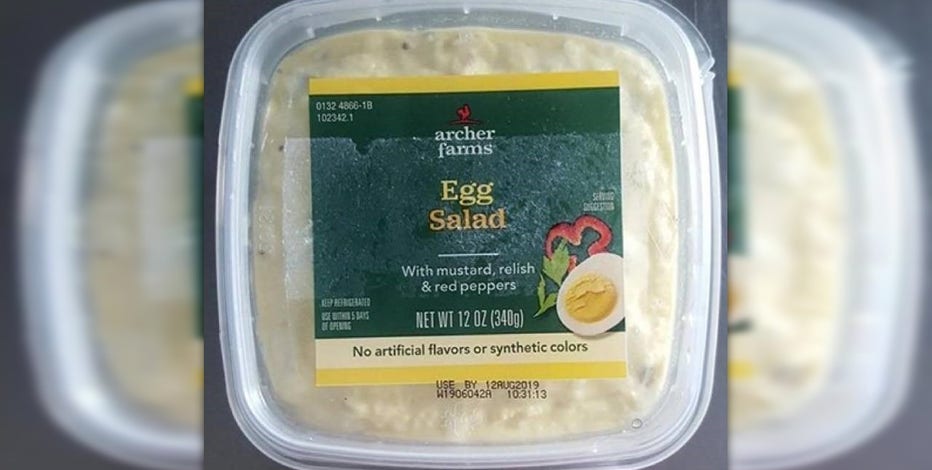 0132 4866-1B
102342.1
archer
farms
Egg
Salad
SERVING
SUGGESTION
With mustard, relish
& red peppers
KEEP REFRIGERATED
USE WITHIN 5 DAYS
OF OPENING
NET WT 12 OZ (340g)
No artificial flavors or synthetic colors
USE BY 12AUG2019
W1906042A 10:31:13